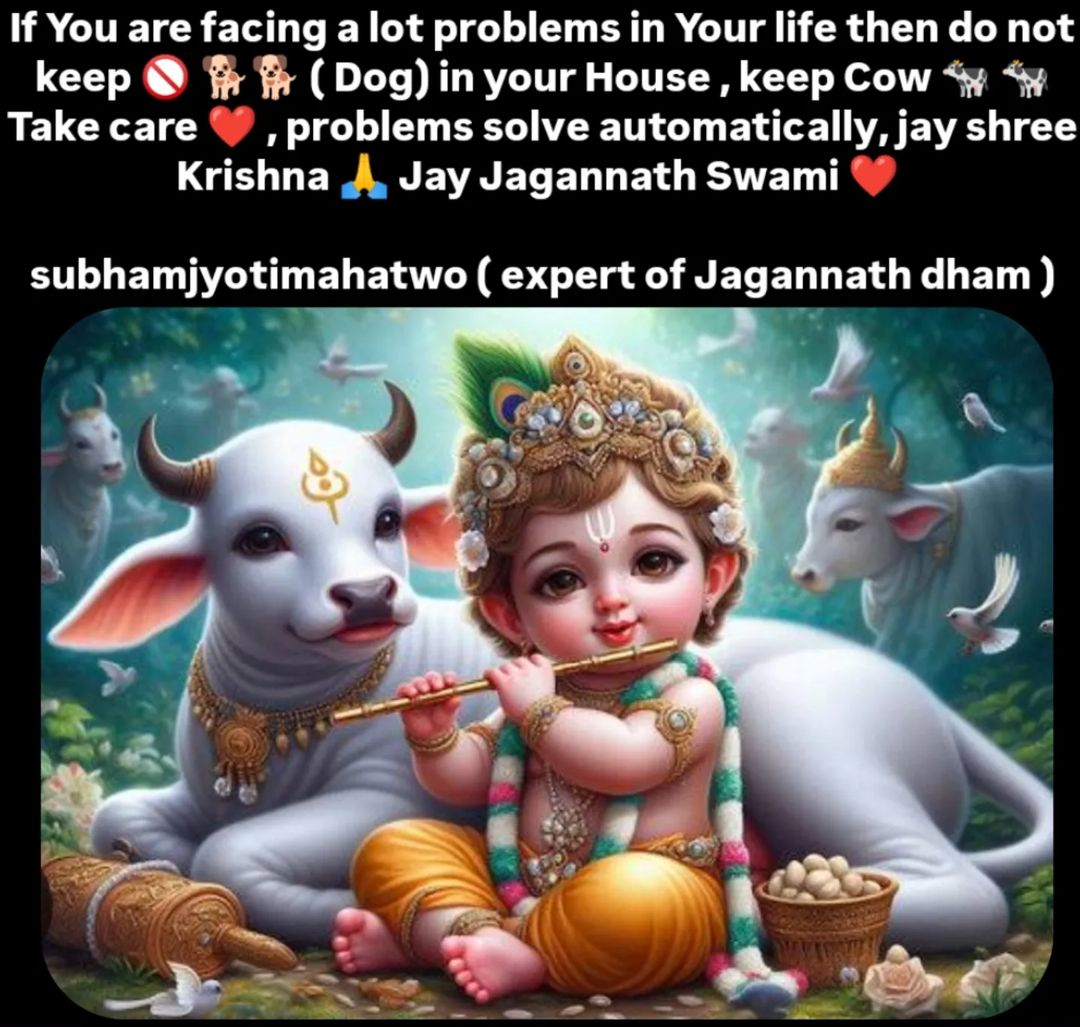 If You are facing a lot problems in Your life then do not
keep 🚫 🐕 🐕 ( Dog) in your House , keep Cow 🐄 🐄
Take care ❤️ , problems solve automatically, jay shree
Krishna 🙏 Jay Jagannath Swami ❤️
subhamjyotimahatwo ( expert of Jagannath dham )